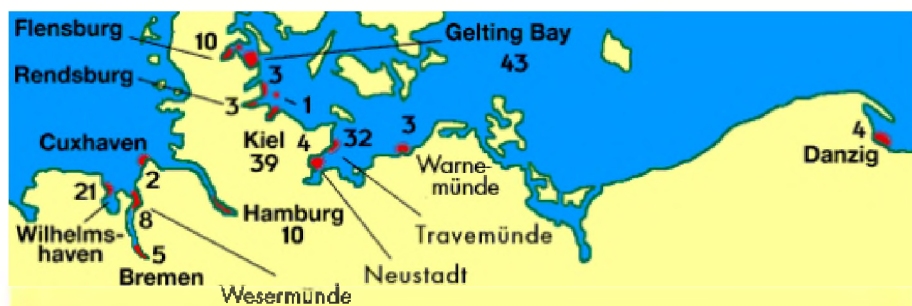 Flensburg
10
Gelting Bay
43
Rendsburg
3
3
1
Cuxhaven
Kiel
39
4
32
3
4
Danzig
Warne-
münde
21
2
8
Wilhelms-
haven
Hamburg
10
Travemünde
5
Bremen
Neustadt
Wesermünde